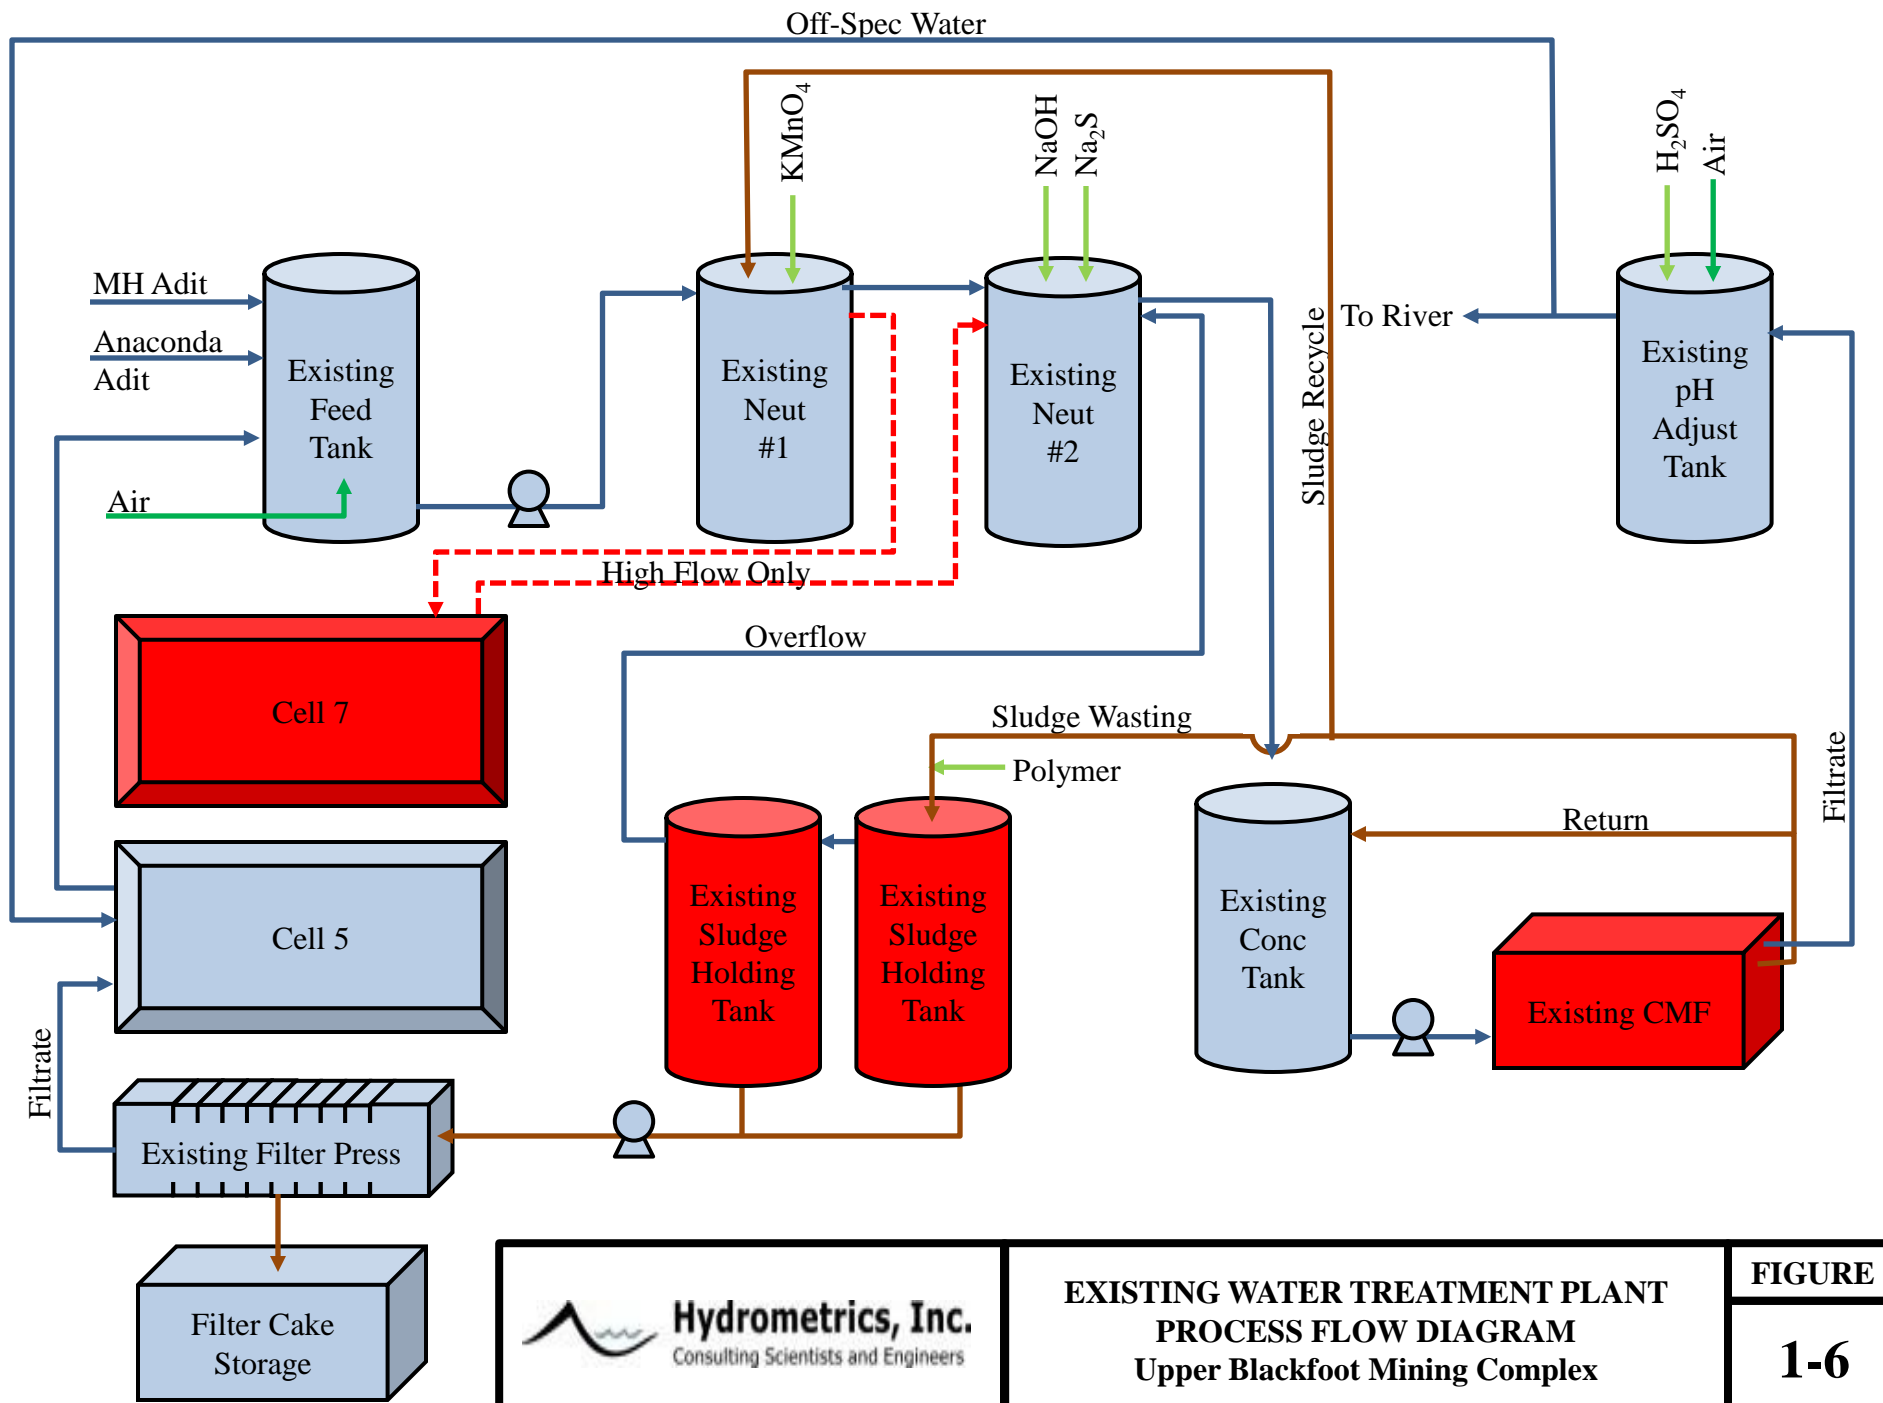 Off-Spec Water
KMnO₄
NaOH
Na₂S
H₂SO₄
Air
MH Adit
Anaconda
Adit
Air
Existing
Feed
Tank
Existing
Neut
#1
Existing
Neut
#2
Sludge Recycle
To River
Existing
pH
Adjust
Tank
High Flow Only
Overflow
Cell 7
Sludge Wasting
Polymer
Filtrate
Return
Cell 5
Existing
Sludge
Holding
Tank
Existing
Sludge
Holding
Tank
Existing
Conc
Tank
Existing CMF
Filtrate
Existing Filter Press
Filter Cake
Storage
Hydrometrics, Inc.
Consulting Scientists and Engineers
EXISTING WATER TREATMENT PLANT
PROCESS FLOW DIAGRAM
Upper Blackfoot Mining Complex
FIGURE
1-6